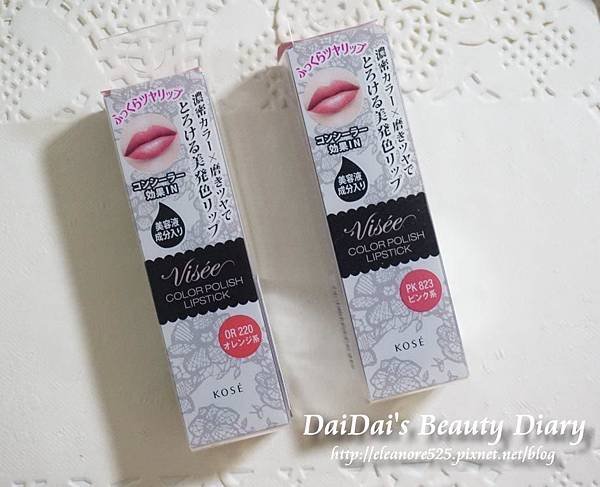 ふっくらツヤリップ
濃密カラー×磨きツヤで
とろける美発色リップ
コンシーラー
効果IN
美容液
成分入り
Visée
COLOR POLISH
LIPSTICK
OR 220
オレンジ系
KOSÉ
ふっくらツヤリップ
濃密カラー×磨きツヤで
とろける美発色リップ
コンシーラー
効果IN
美容液
成分入り
Visée
COLOR POLISH
LIPSTICK
PK 823
ピンク系
KOSÉ
DaiDai's Beauty Diary
http://eleanore525.pixnet.net/blog